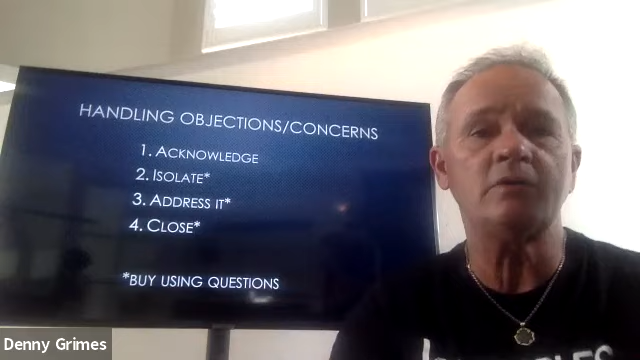 HANDLING OBJECTIONS/CONCERNS
1. ACKNOWLEDGE
2. ISOLATE*
3. ADDRESS IT*
4. CLOSE*
*BUY USING QUESTIONS
Denny Grimes